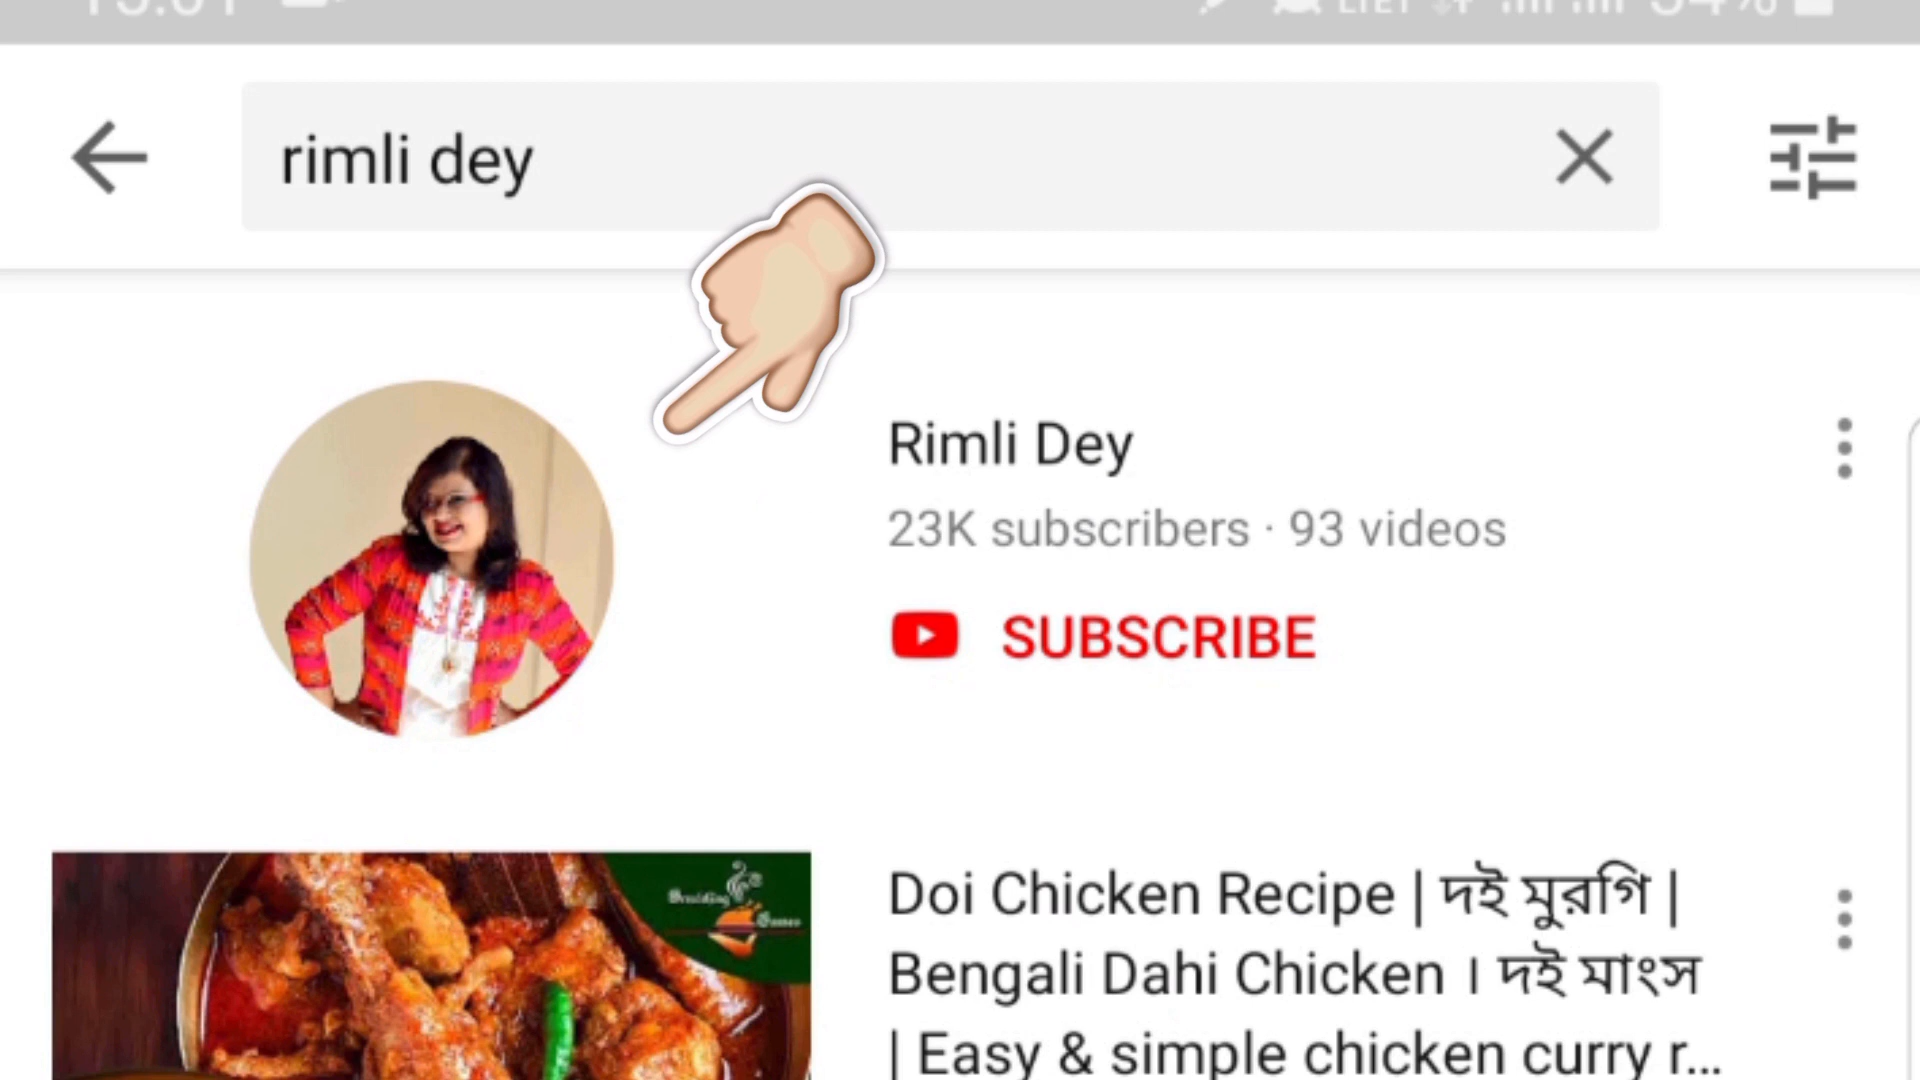 rimli dey
Rimli Dey
23K subscribers · 93 videos
SUBSCRIBE
Doi Chicken Recipe | দই মুরগি |
Bengali Dahi Chicken । দই মাংস
| Easy & simple chicken curry r...